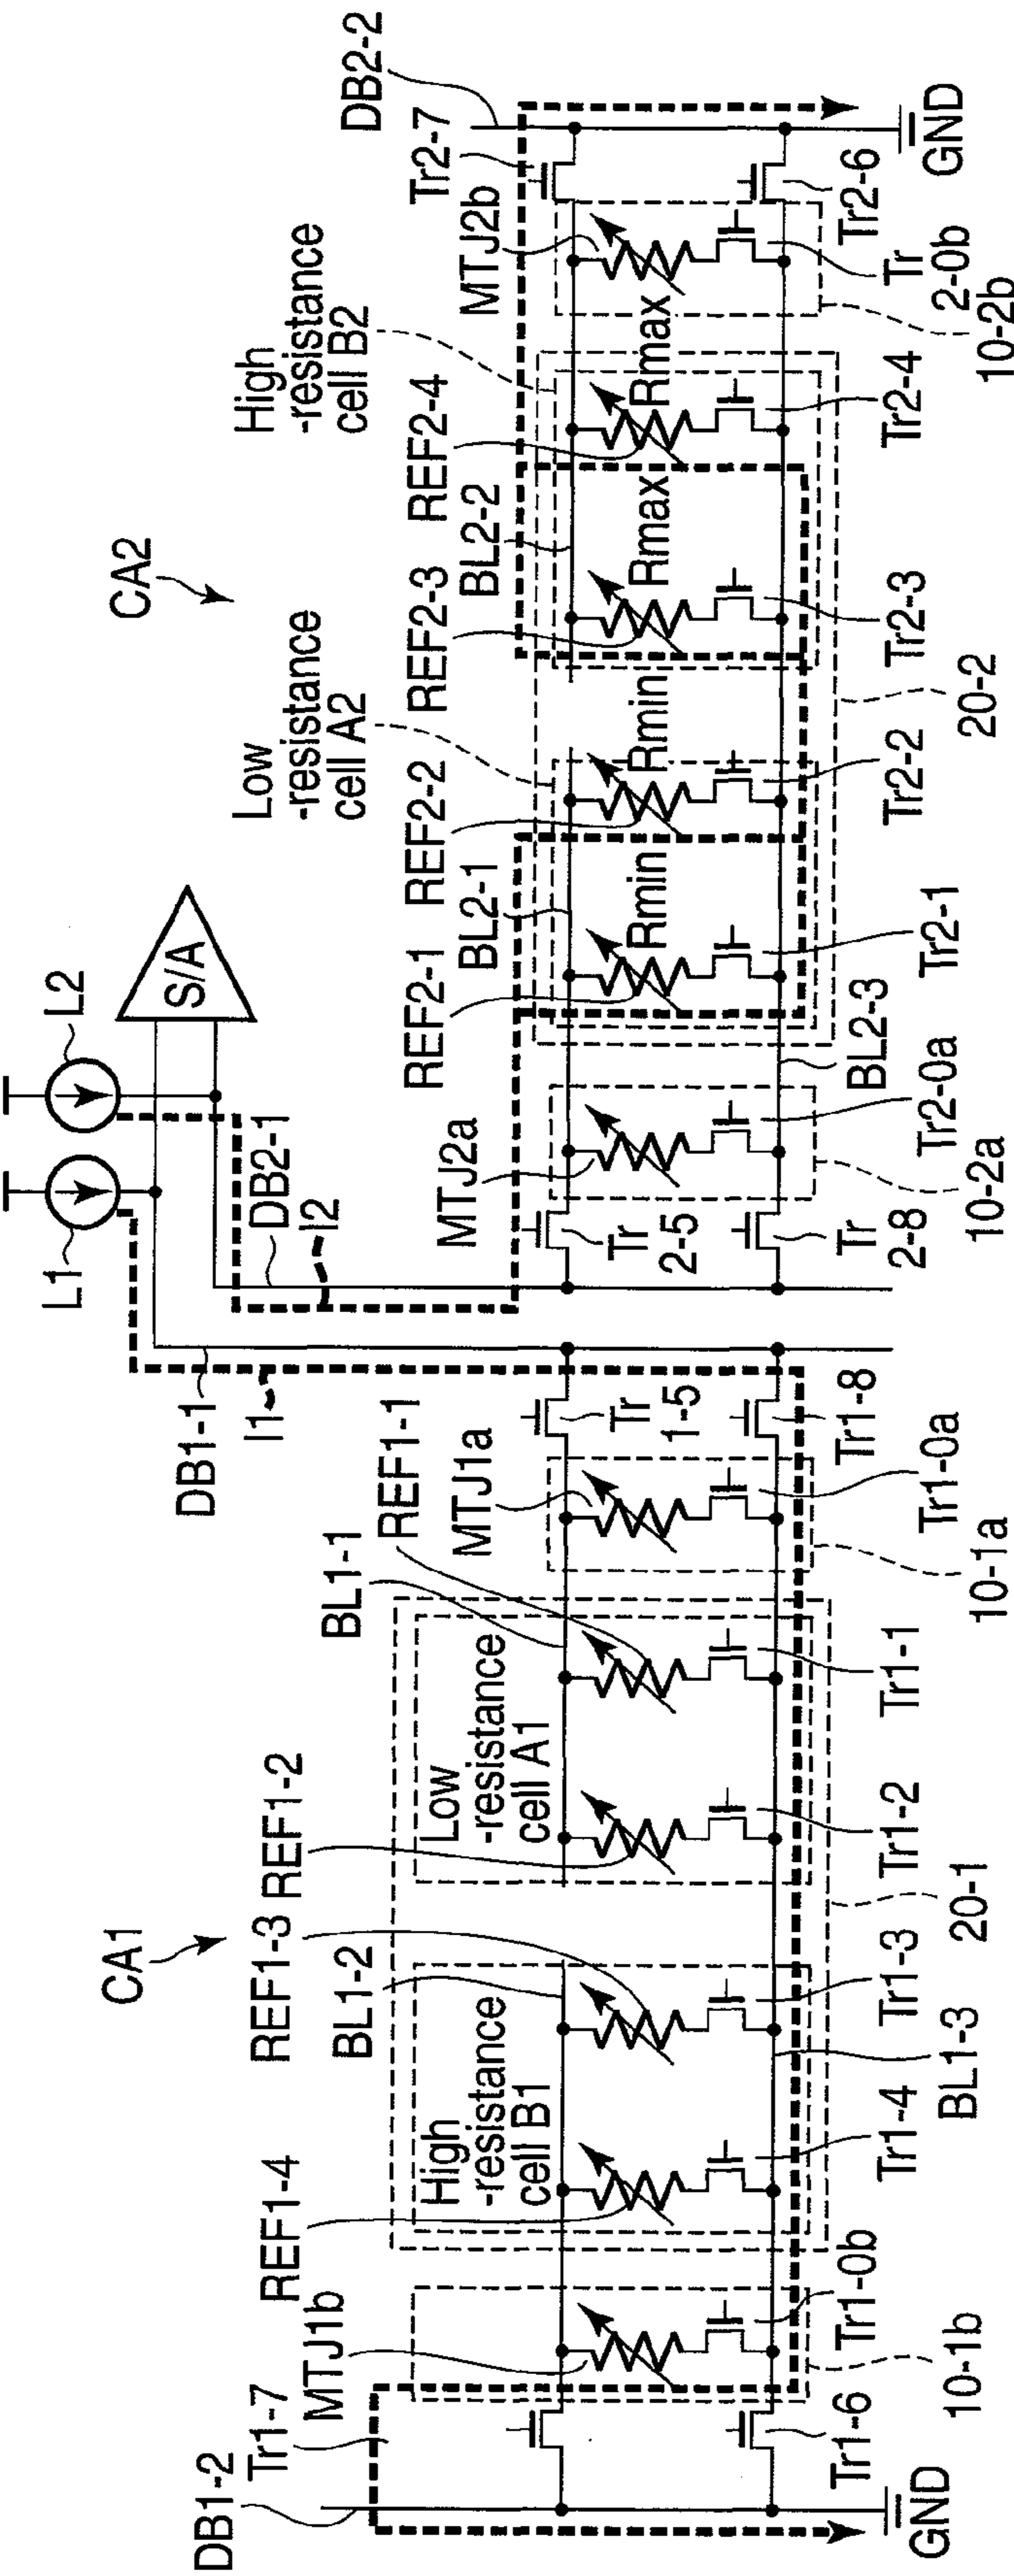 CA1
CA2
L1
L2
S/A
DB1-1
I1
DB2-1
I2
DB1-2
Tr1-7
MTJ1b
REF1-4
High
-resistance
cell B1
BL1-2
REF1-3
REF1-2
Low
-resistance
cell A1
BL1-1
REF1-1
MTJ1a
Tr
1-5
Tr1-8
Tr1-0a
10-1a
Tr1-1
Tr1-2
20-1
Tr1-3
BL1-3
Tr1-4
Tr1-0b
10-1b
Tr1-6
GND
MTJ2a
Tr
2-5
Tr
2-8
10-2a
Tr2-0a
BL2-3
REF2-1
BL2-1
REF2-2
Low
-resistance
cell A2
Rmin
Rmin
Tr2-1
Tr2-2
20-2
REF2-3
BL2-2
REF2-4
High
-resistance
cell B2
Rmax
Rmax
Tr2-3
Tr2-4
MTJ2b
Tr2-7
DB2-2
10-2b
Tr
2-0b
Tr2-6
GND